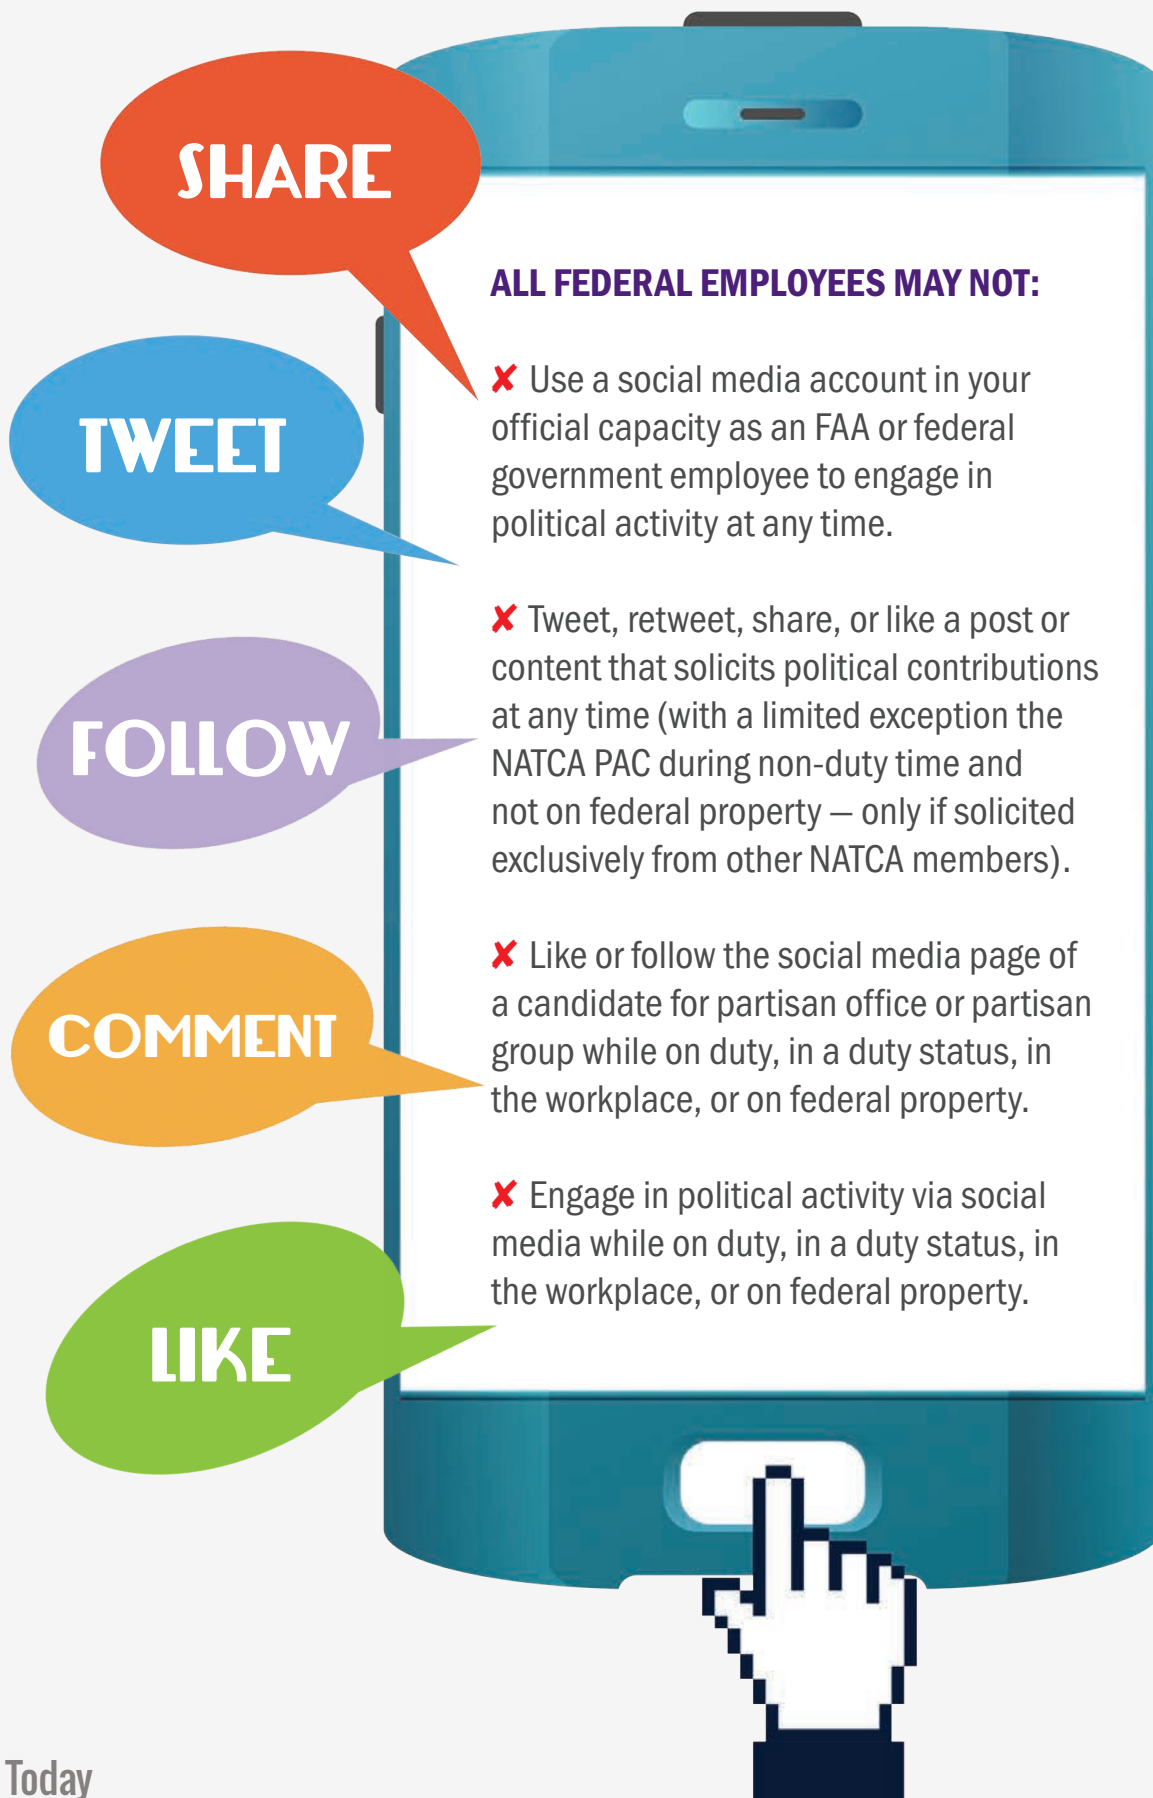 SHARE
TWEET
FOLLOW
COMMENT
LIKE
ALL FEDERAL EMPLOYEES MAY NOT:
✘ Use a social media account in your
official capacity as an FAA or federal
government employee to engage in
political activity at any time.
✘ Tweet, retweet, share, or like a post or
content that solicits political contributions
at any time (with a limited exception the
NATCA PAC during non-duty time and
not on federal property — only if solicited
exclusively from other NATCA members).
✘ Like or follow the social media page of
a candidate for partisan office or partisan
group while on duty, in a duty status, in
the workplace, or on federal property.
✘ Engage in political activity via social
media while on duty, in a duty status, in
the workplace, or on federal property.
Today